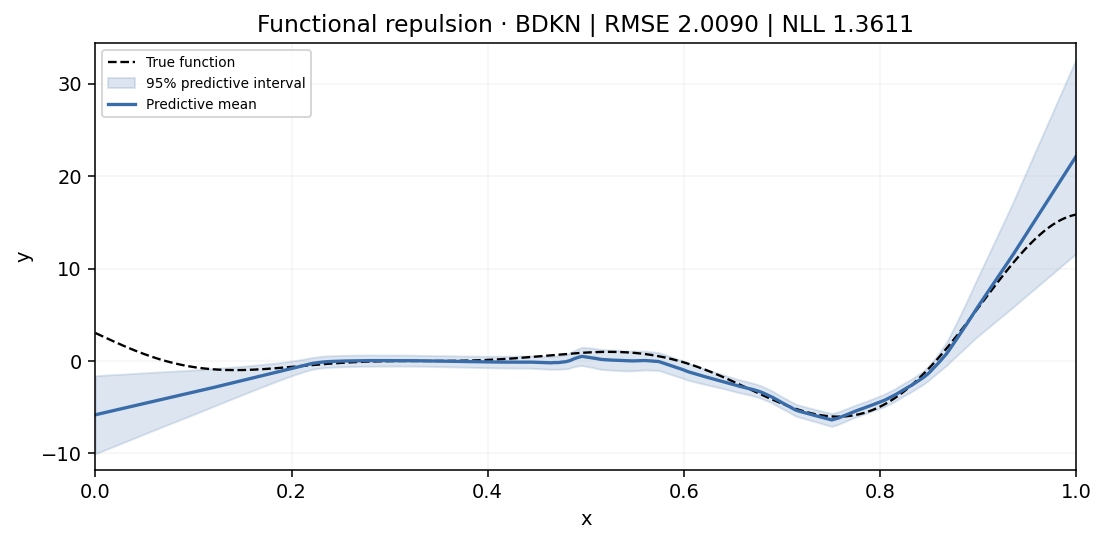 Functional repulsion · BDKN | RMSE 2.0090 | NLL 1.3611
True function
95% predictive interval
Predictive mean
30
20
10
0
−10
y
0.0 0.2 0.4 0.6 0.8 1.0
x